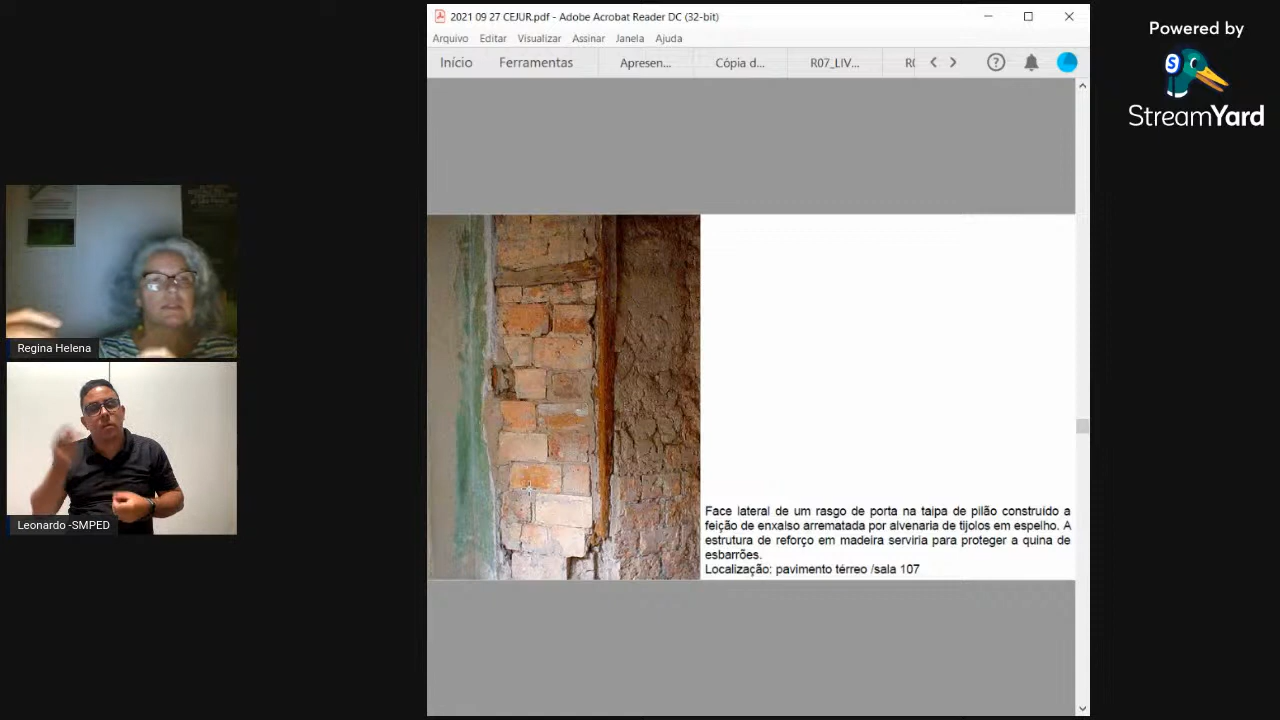 2021 09 27 CEJUR.pdf - Adobe Acrobat Reader DC (32-bit)
Arquivo Editar Visualizar Assinar Janela Ajuda
Início Ferramentas Apresen... Cópia d... R07_LIV...
Powered by
StreamYard
Regina Helena
Leonardo -SMPED
Face lateral de um rasgo de porta na taipa de pilão construído a
feição de enxalso arrematada por alvenaria de tijolos em espelho. A
estrutura de reforço em madeira serviria para proteger a quina de
esbarrões.
Localização: pavimento térreo /sala 107